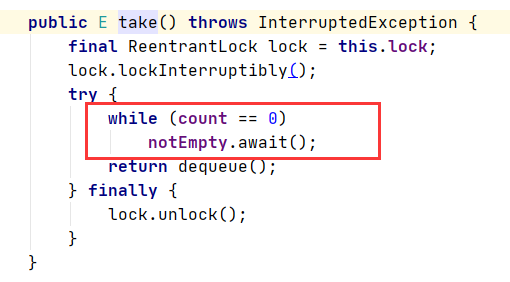 public E take() throws InterruptedException {
    final ReentrantLock lock = this.lock;
    lock.lockInterruptibly();
    try {
        while (count == 0)
            notEmpty.await();
        return dequeue();
    } finally {
        lock.unlock();
    }
}